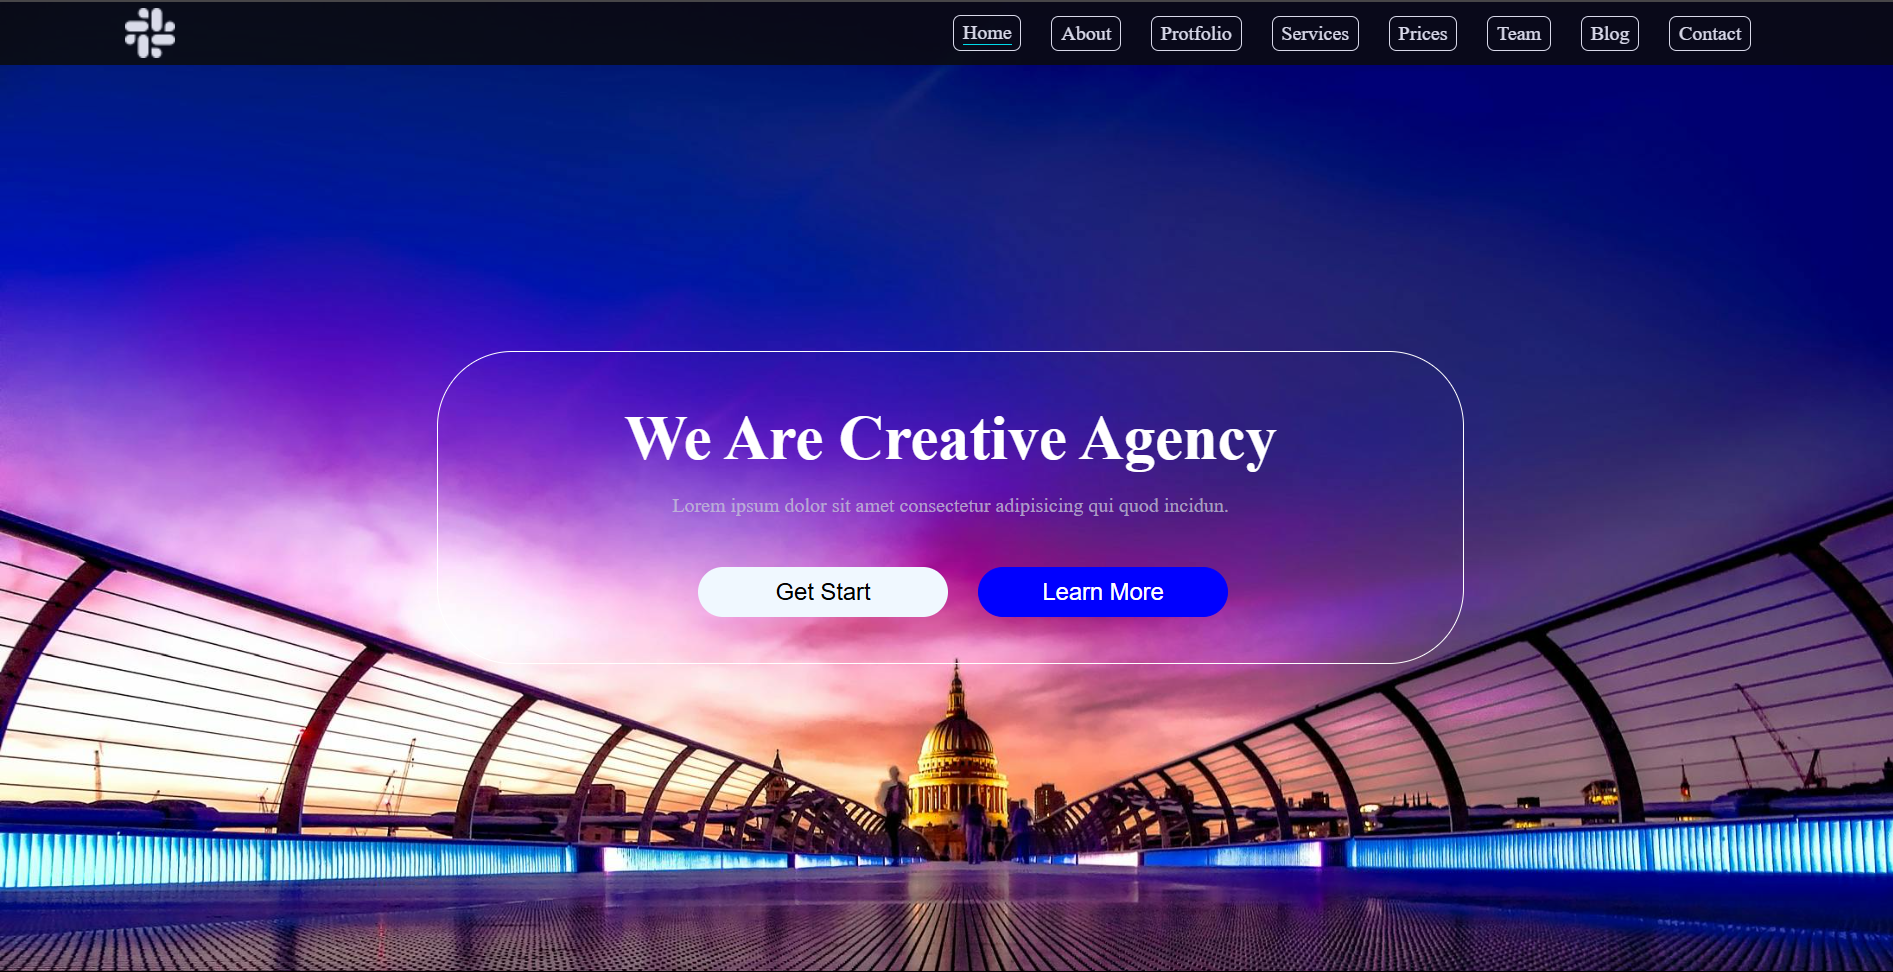 Home About Protfolio Services Prices Team Blog Contact
We Are Creative Agency
Lorem ipsum dolor sit amet consectetur adipisicing qui quod incidun.
Get Start Learn More